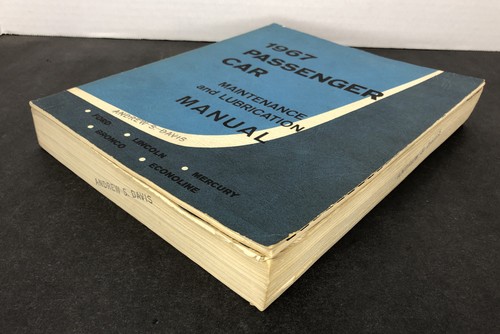 1967
PASSENGER
CAR
MAINTENANCE
and LUBRICATION
MANUAL
ANDREW S. DAVIS
• FORD • LINCOLN • MERCURY
• BRONCO • ECONOLINE
ANDREW S. DAVIS